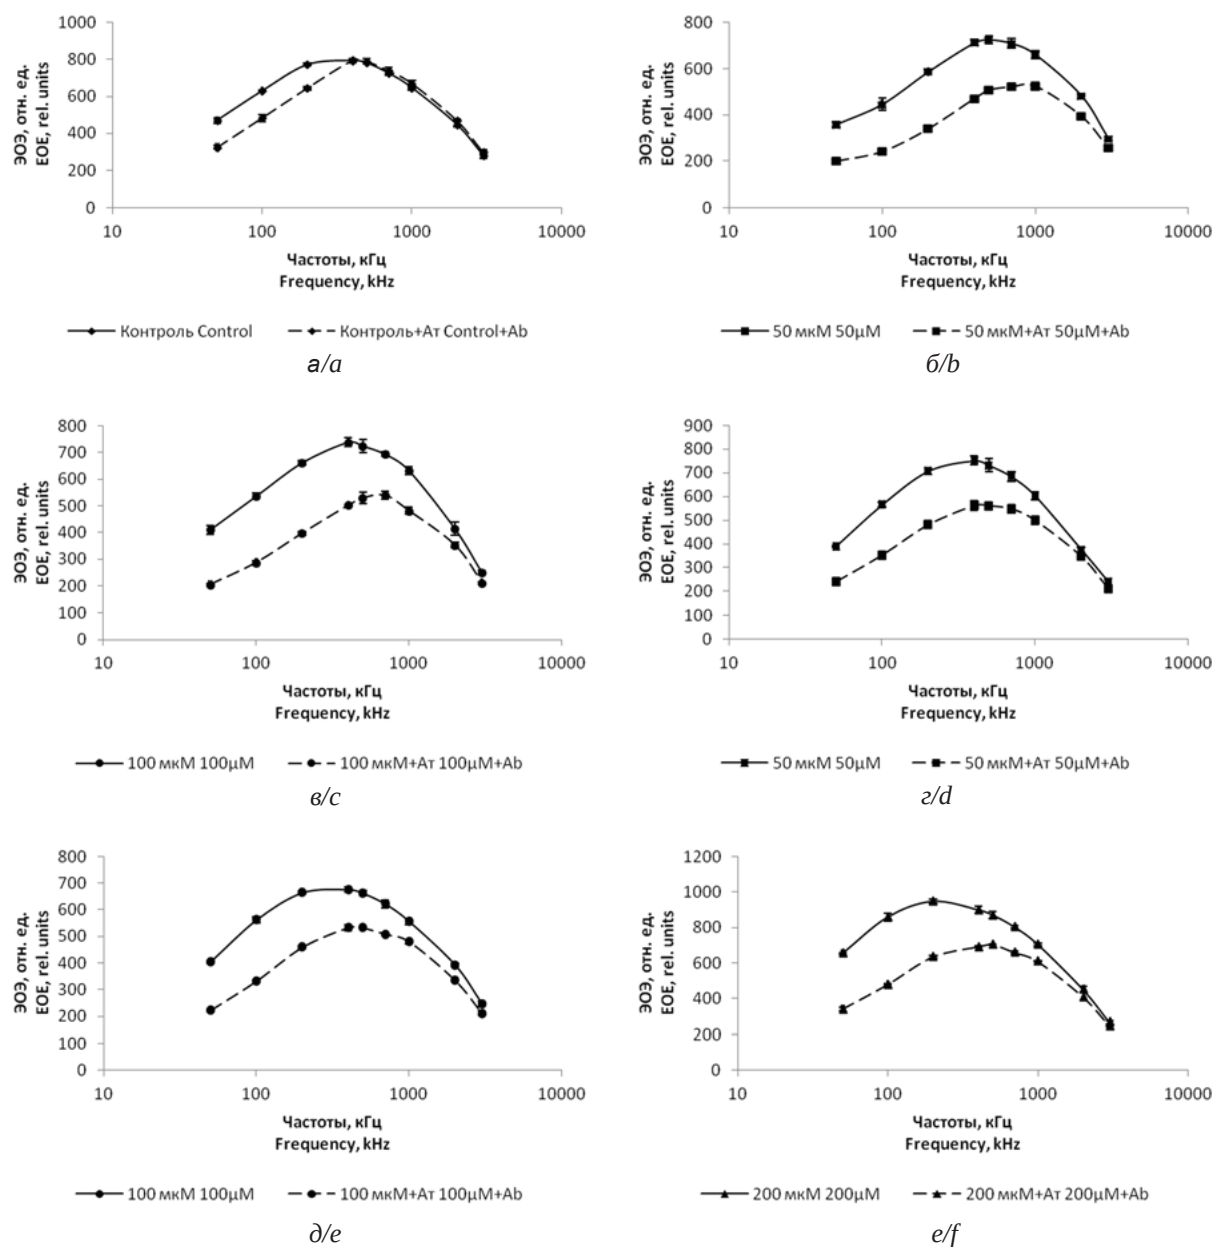 1000
800
600
400
200
0
ЭОЭ, отн. ед.
EOE, rel. units
10 100 1000 10000
Частоты, кГц
Frequency, kHz
Контроль Control Контроль+Ат Control+Ab
а/a
800
600
400
200
0
ЭОЭ, отн. ед.
EOE, rel. units
10 100 1000 10000
Частоты, кГц
Frequency, kHz
50 мкМ 50µM 50 мкМ+Ат 50µM+Ab
б/b
800
700
600
500
400
300
200
100
0
ЭОЭ, отн. ед.
EOE, rel. units
10 100 1000 10000
Частоты, кГц
Frequency, kHz
100 мкМ 100µM 100 мкМ+Ат 100µM+Ab
в/c
900
800
700
600
500
400
300
200
100
0
ЭОЭ, отн. ед.
EOE, rel. units
10 100 1000 10000
Частоты, кГц
Frequency, kHz
50 мкМ 50µM 50 мкМ+Ат 50µM+Ab
г/d
800
700
600
500
400
300
200
100
0
ЭОЭ, отн. ед.
EOE, rel. units
10 100 1000 10000
Частоты, кГц
Frequency, kHz
100 мкМ 100µM 100 мкМ+Ат 100µM+Ab
д/e
1200
1000
800
600
400
200
0
ЭОЭ, отн. ед.
EOE, rel. units
10 100 1000 10000
Частоты, кГц
Frequency, kHz
200 мкМ 200µM 200 мкМ+Ат 200µM+Ab
е/f